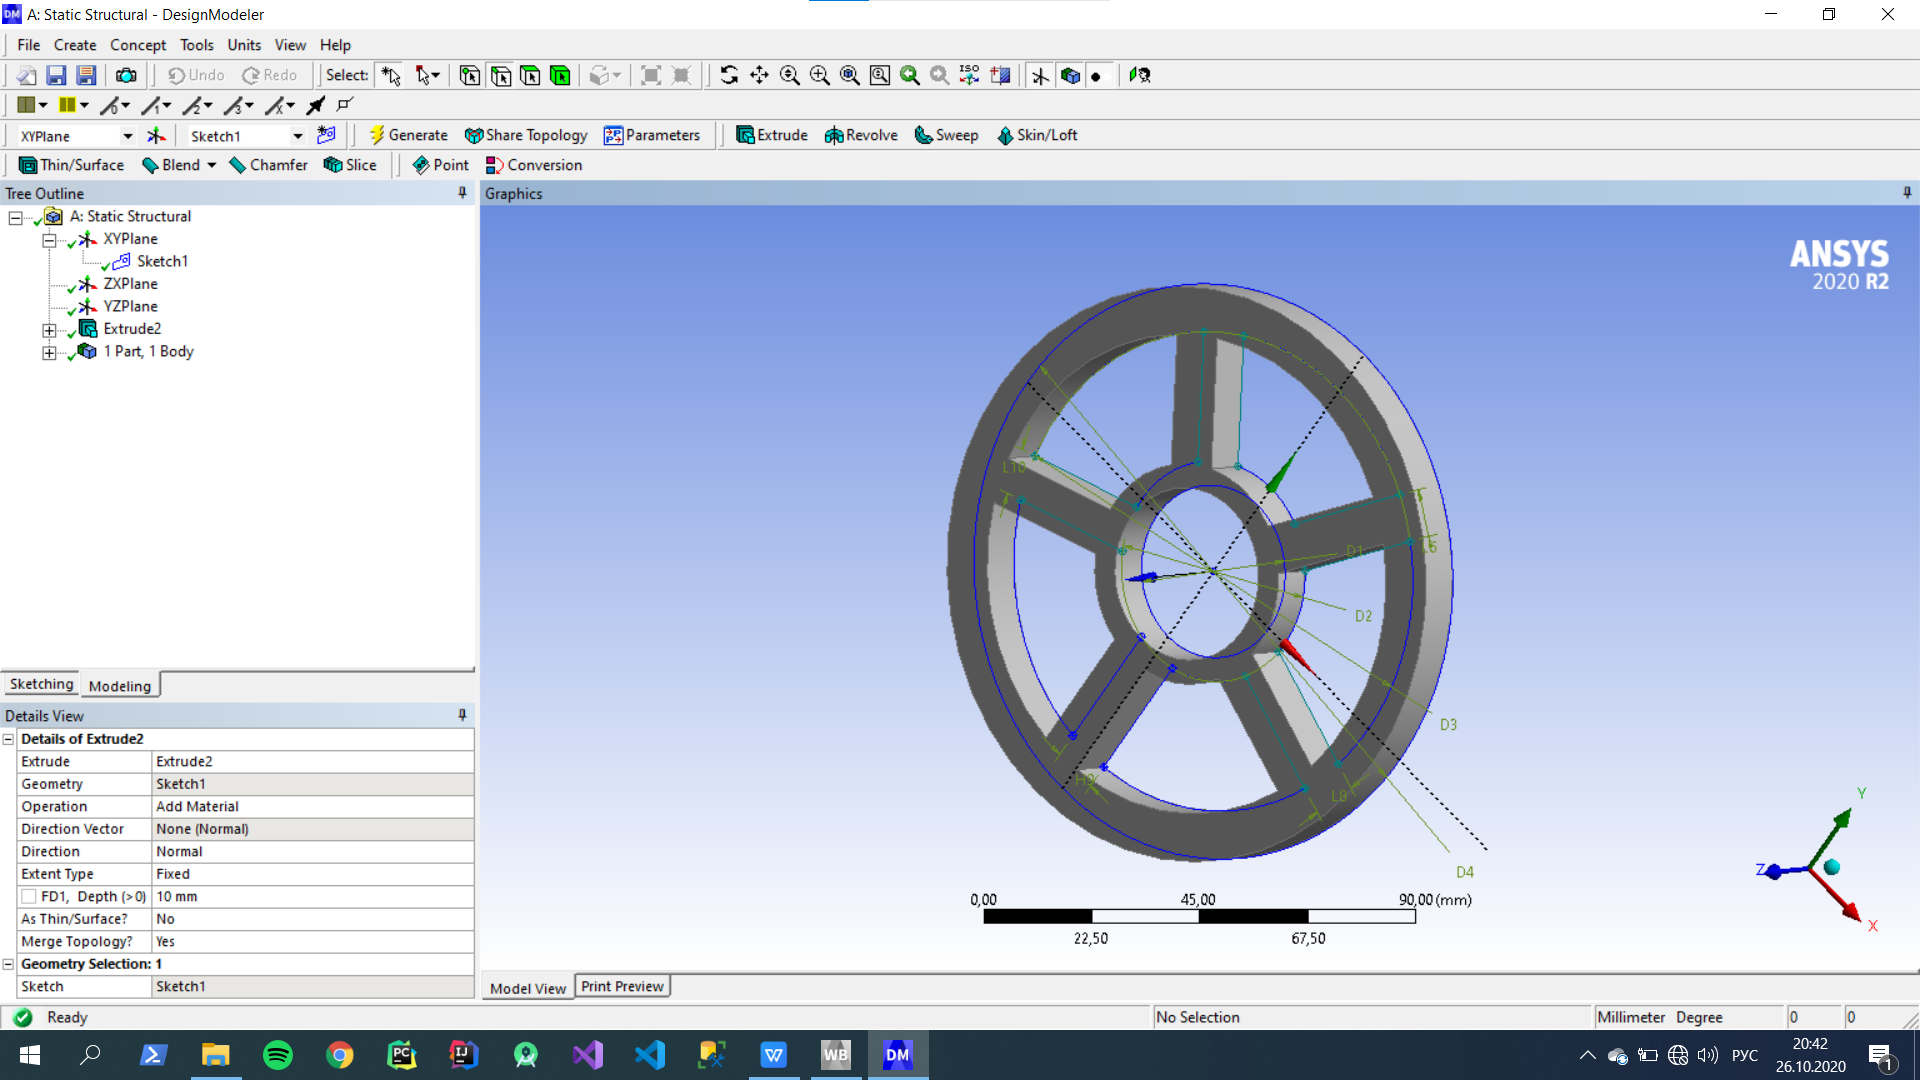 A: Static Structural - DesignModeler
File Create Concept Tools Units View Help
Undo Redo Select: ISO
XYPlane Sketch1 Generate Share Topology Parameters Extrude Revolve Sweep Skin/Loft
Thin/Surface Blend Chamfer Slice Point Conversion
Tree Outline
A: Static Structural
XYPlane
Sketch1
ZXPlane
YZPlane
Extrude2
1 Part, 1 Body
Sketching Modeling
Details View
Details of Extrude2
Extrude Extrude2
Geometry Sketch1
Operation Add Material
Direction Vector None (Normal)
Direction Normal
Extent Type Fixed
FD1, Depth (>0) 10 mm
As Thin/Surface? No
Merge Topology? Yes
Geometry Selection: 1
Sketch Sketch1
Graphics
ANSYS
2020 R2
L10
D1
D2
D3
L8
D4
0,00 45,00 90,00 (mm)
22,50 67,50
Y
Z
X
Model View Print Preview
Ready No Selection Millimeter Degree 0 0
PC IJ W WB DM РУС 20:42
26.10.2020 1